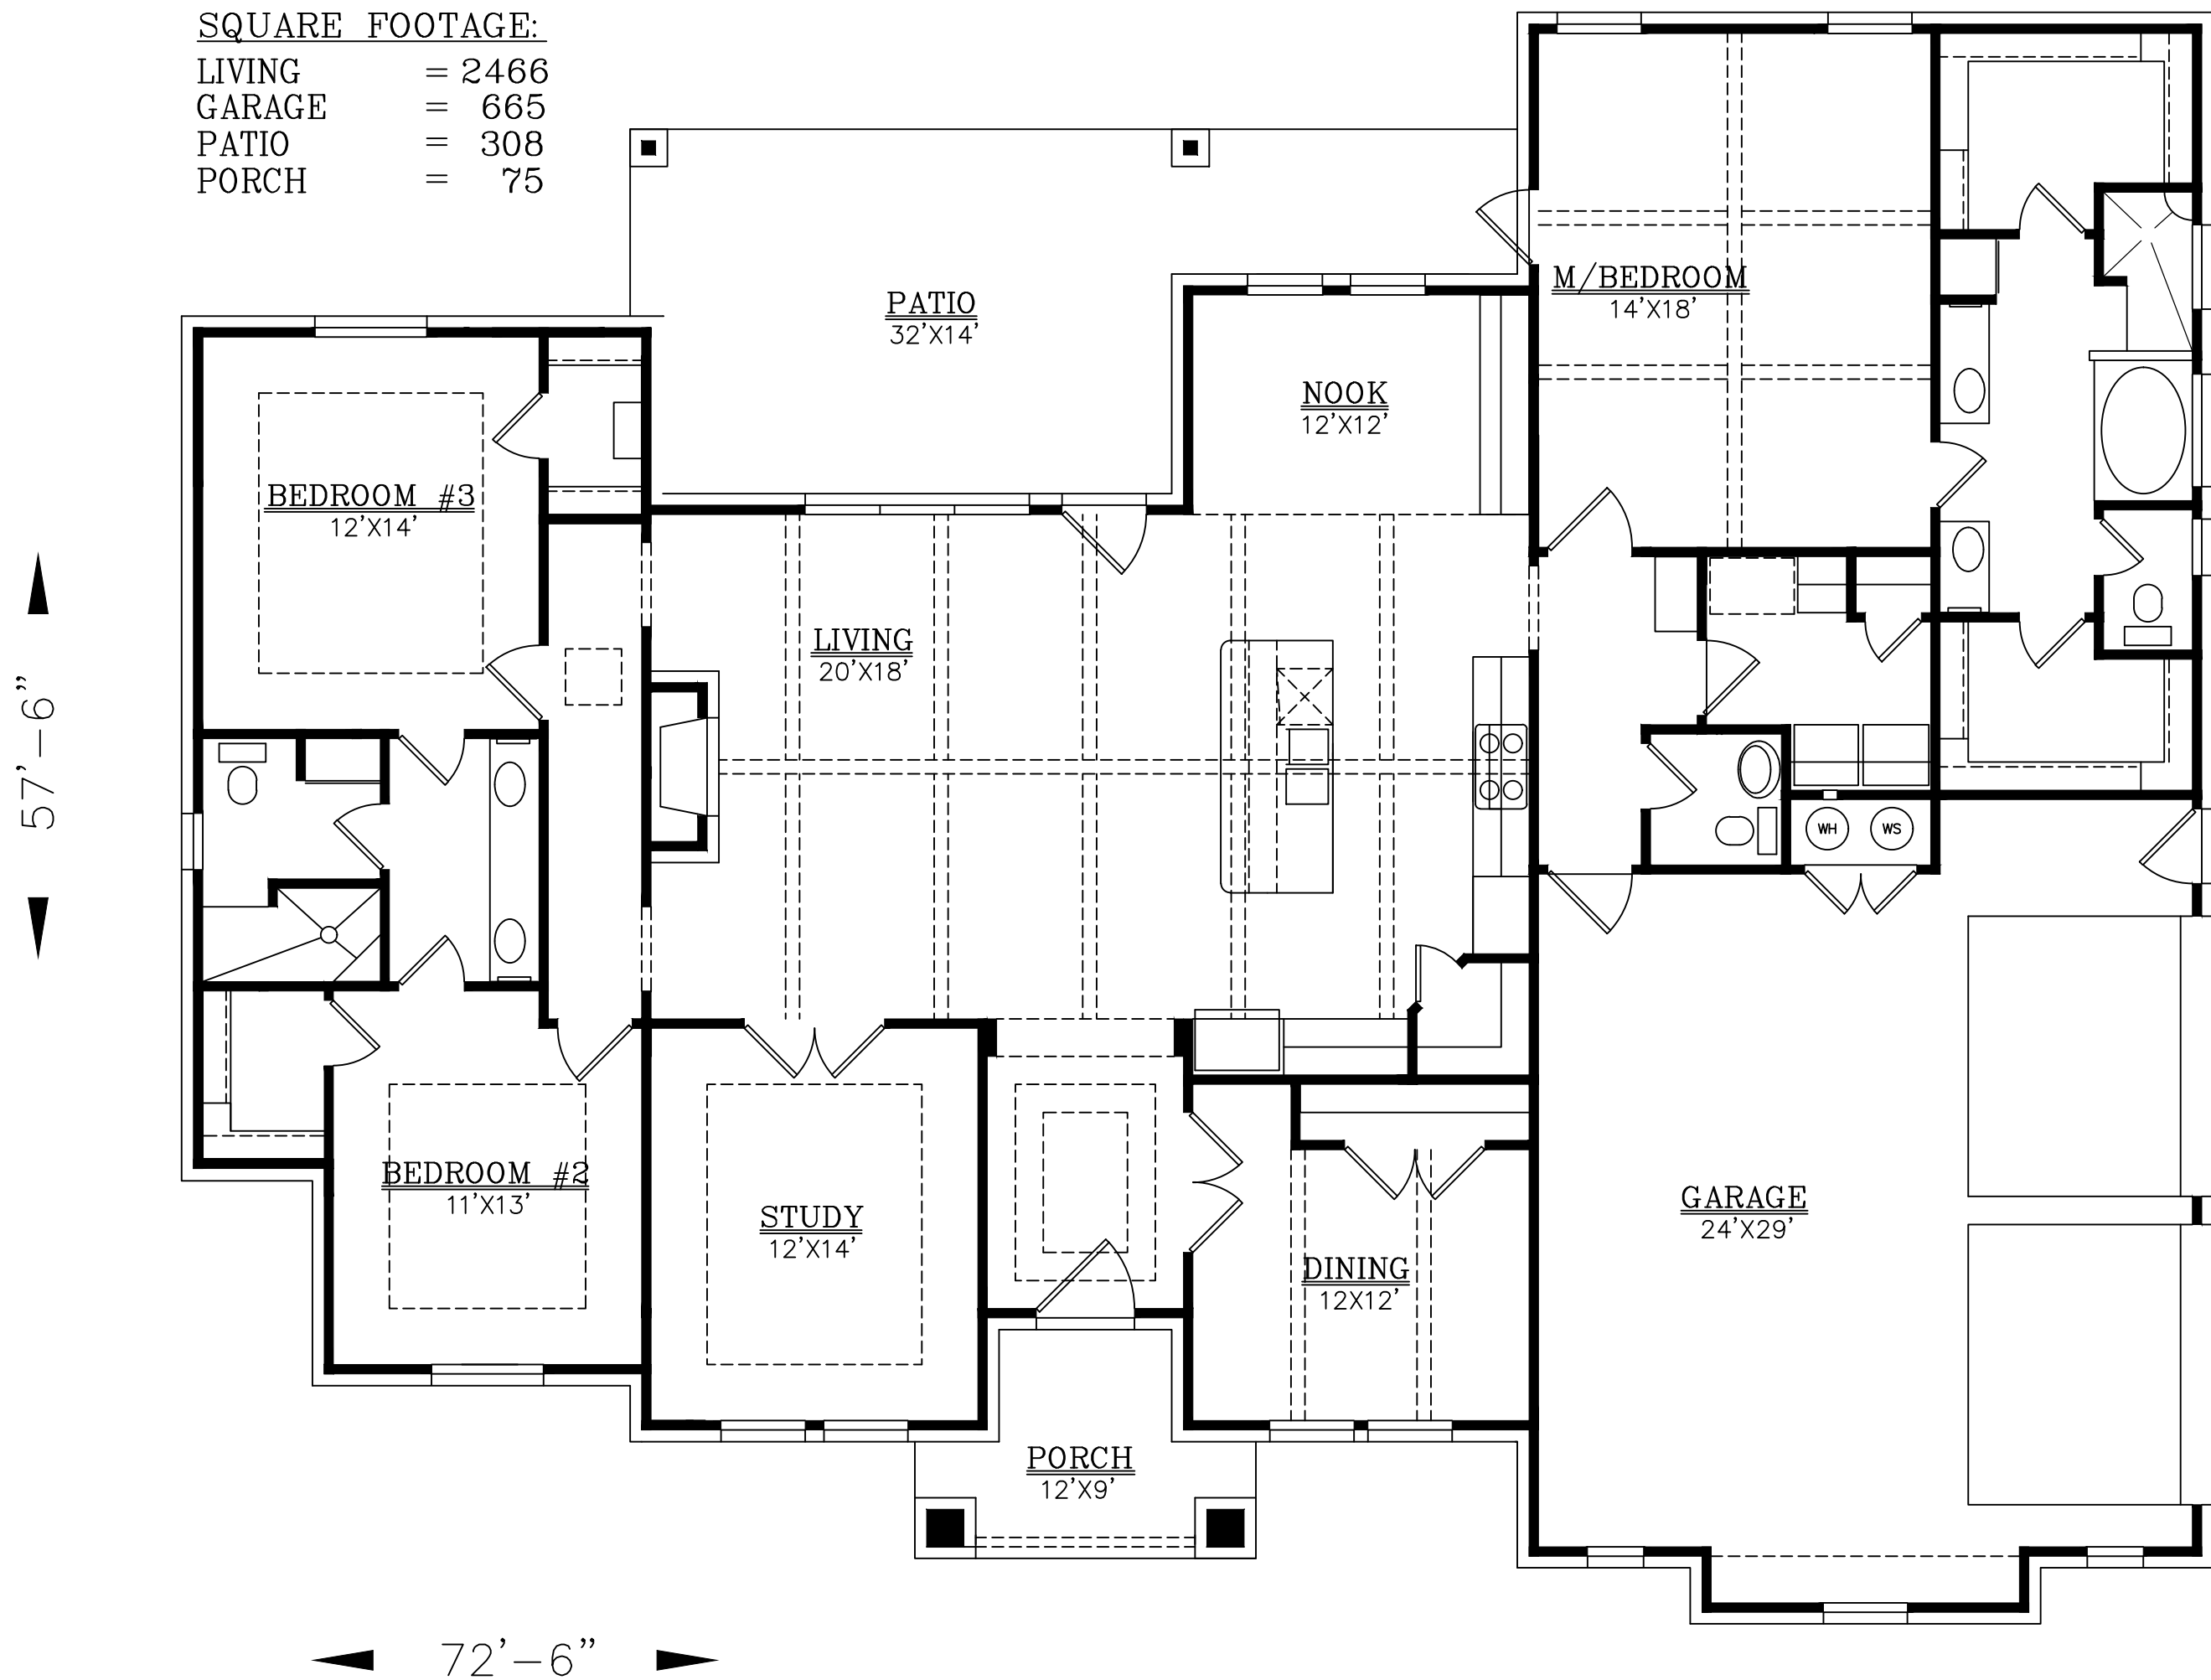 SQUARE FOOTAGE:
LIVING = 2466
GARAGE = 665
PATIO = 308
PORCH = 75
PATIO
32'X14'
M/BEDROOM
14'X18'
NOOK
12'X12'
BEDROOM #3
12'X14'
LIVING
20'X18'
57'-6"
WH WS
BEDROOM #2
11'X13'
STUDY
12'X14'
GARAGE
24'X29'
DINING
12X12'
PORCH
12'X9'
72'-6"